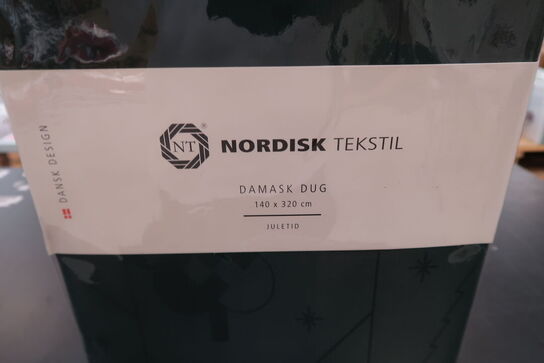 DANSK DESIGN
NT ®
NORDISK TEKSTIL
DAMASK DUG
140 x 320 cm
JULETID